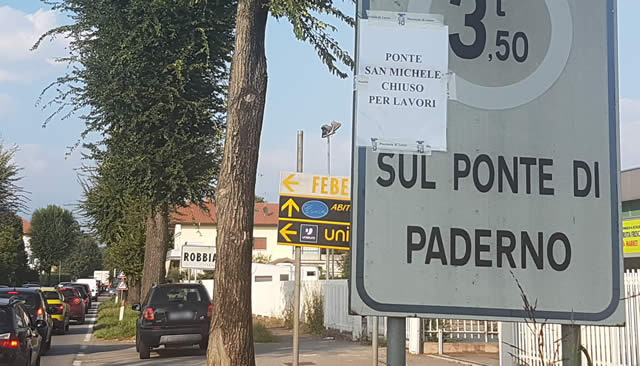 3,50 t
PONTE
SAN MICHELE
CHIUSO
PER LAVORI
SUL PONTE DI
PADERNO
FEBE
ABIT
uni
ROBBIA